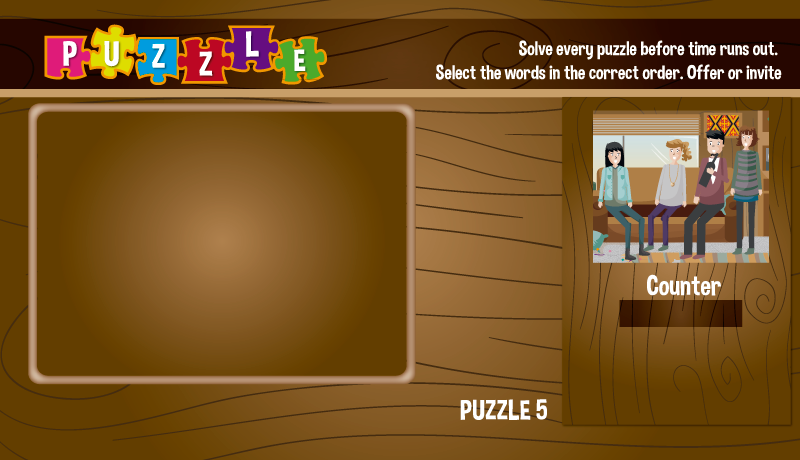 PUZZLE
Solve every puzzle before time runs out.
Select the words in the correct order. Offer or invite
Counter
PUZZLE 5